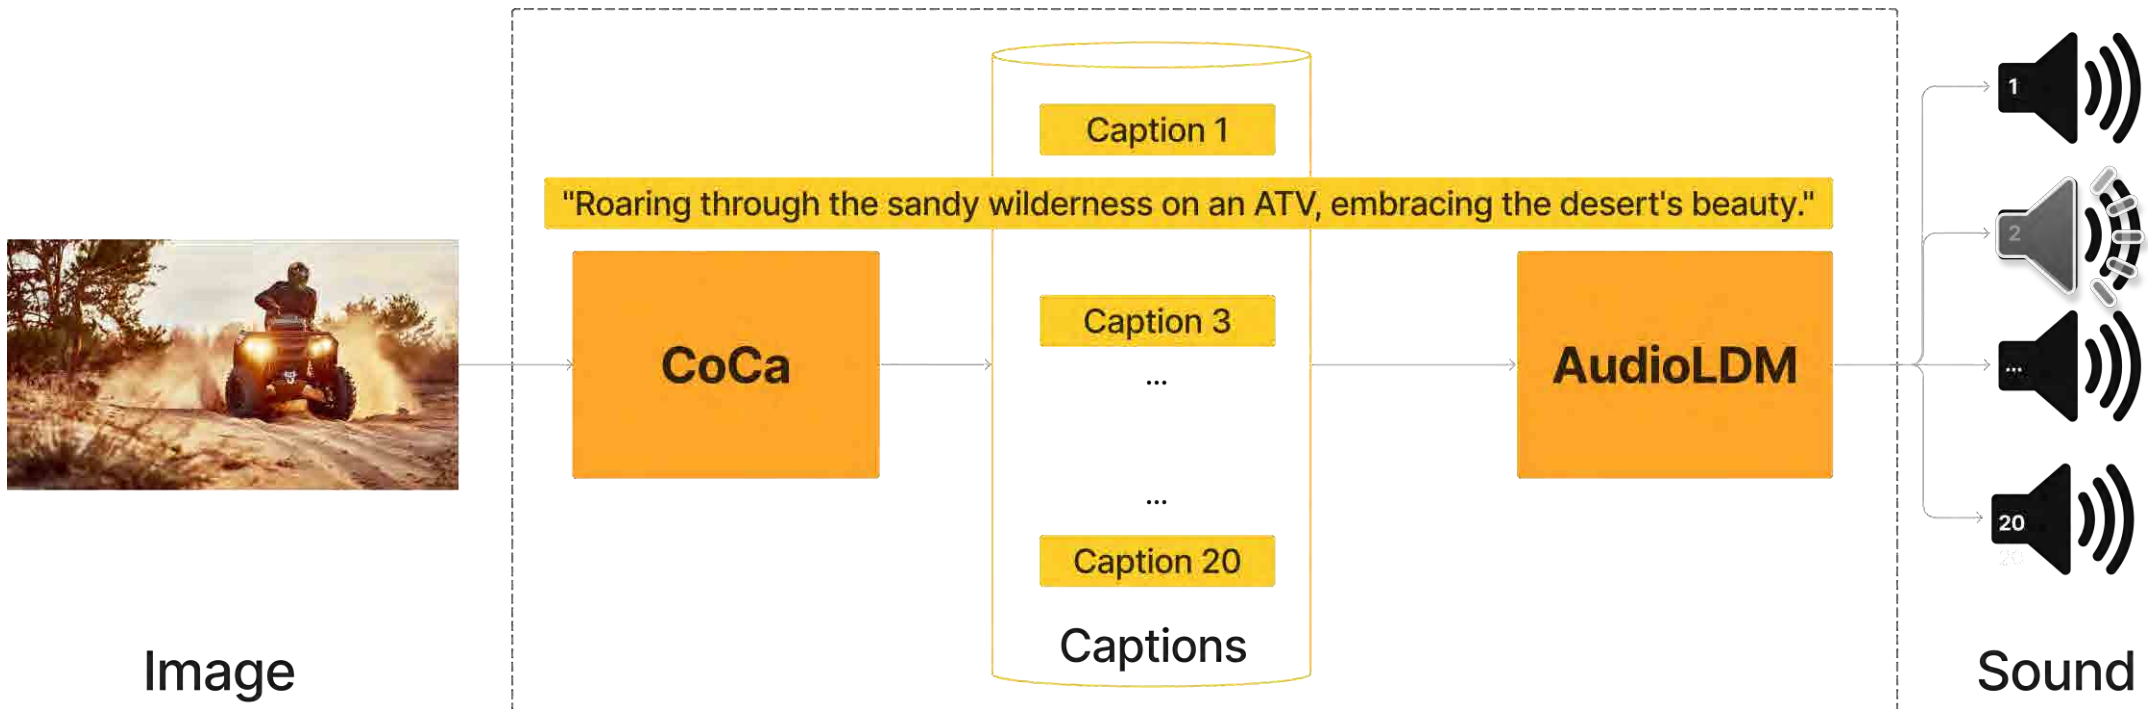 Caption 1
"Roaring through the sandy wilderness on an ATV, embracing the desert's beauty."
Caption 3
...
...
Caption 20
Captions
CoCa
AudioLDM
1
2
...
20
Image
Sound